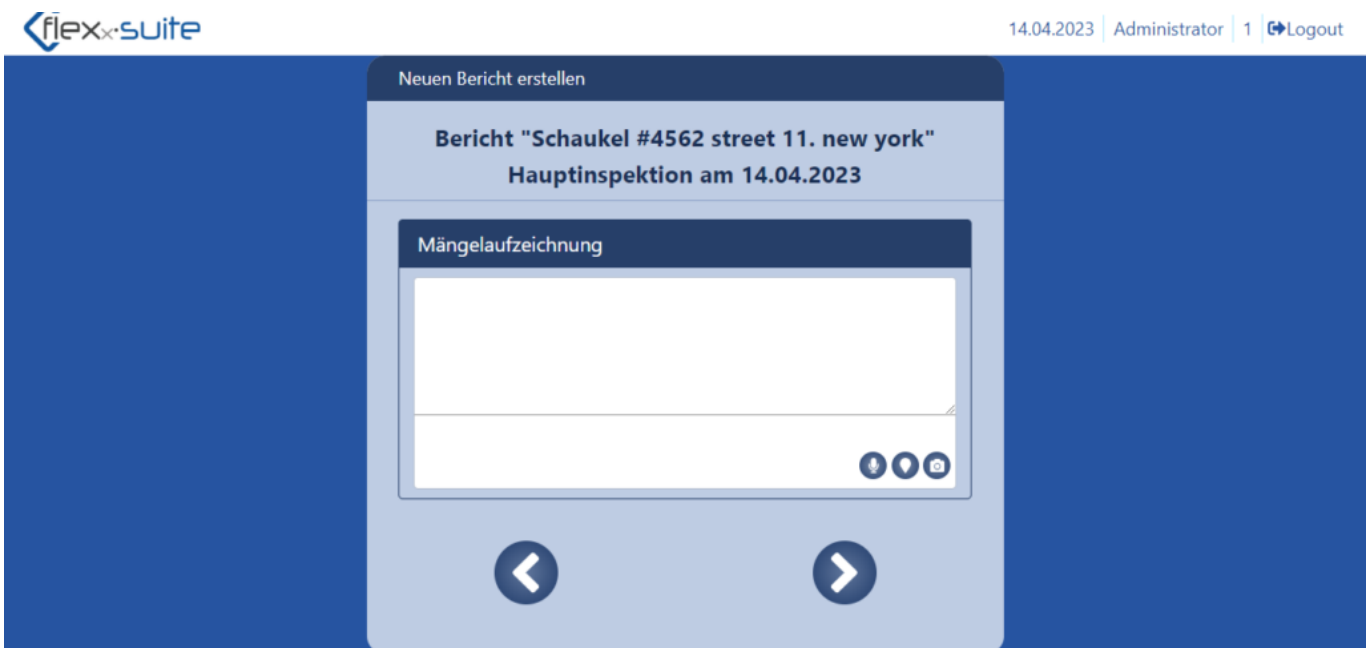 flexx·suite
14.04.2023 Administrator 1 Logout
Neuen Bericht erstellen
Bericht "Schaukel #4562 street 11. new york"
Hauptinspektion am 14.04.2023
Mängelaufzeichnung